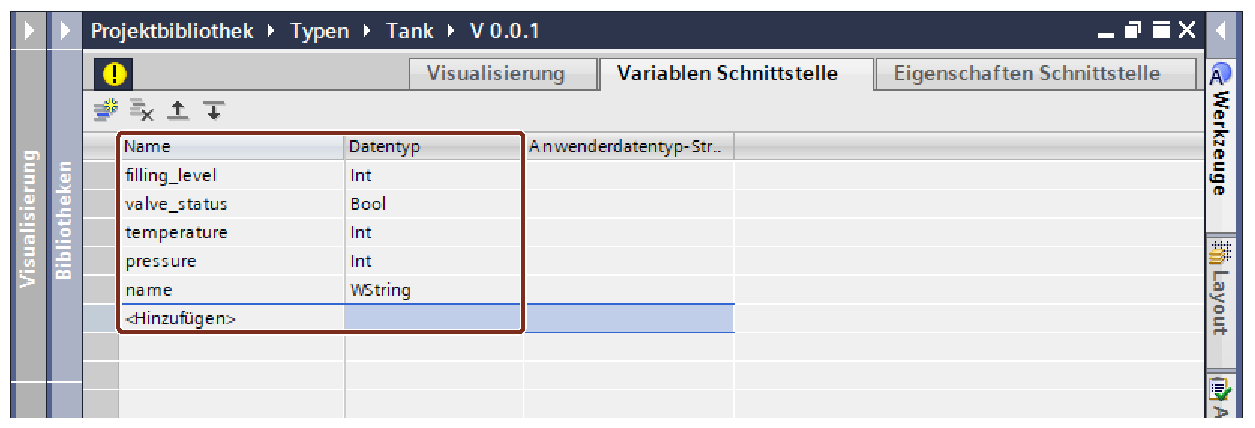 Projektbibliothek ▸ Typen ▸ Tank ▸ V 0.0.1
Visualisierung Variablen Schnittstelle Eigenschaften Schnittstelle
Name Datentyp Anwenderdatentyp-Str..
filling_level Int
valve_status Bool
temperature Int
pressure Int
name WString
<Hinzufügen>
Visualisierung
Bibliotheken
Werkzeuge
Layout
A